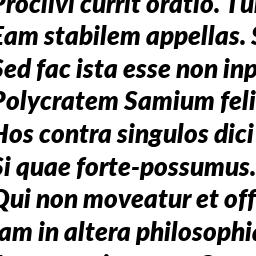 Proclivi currit oratio. Tu
Eam stabilem appellas. S
Sed fac ista esse non inp
Polycratem Samium feli
Hos contra singulos dici
Si quae forte-possumus.
Qui non moveatur et off
am in altera philosophi